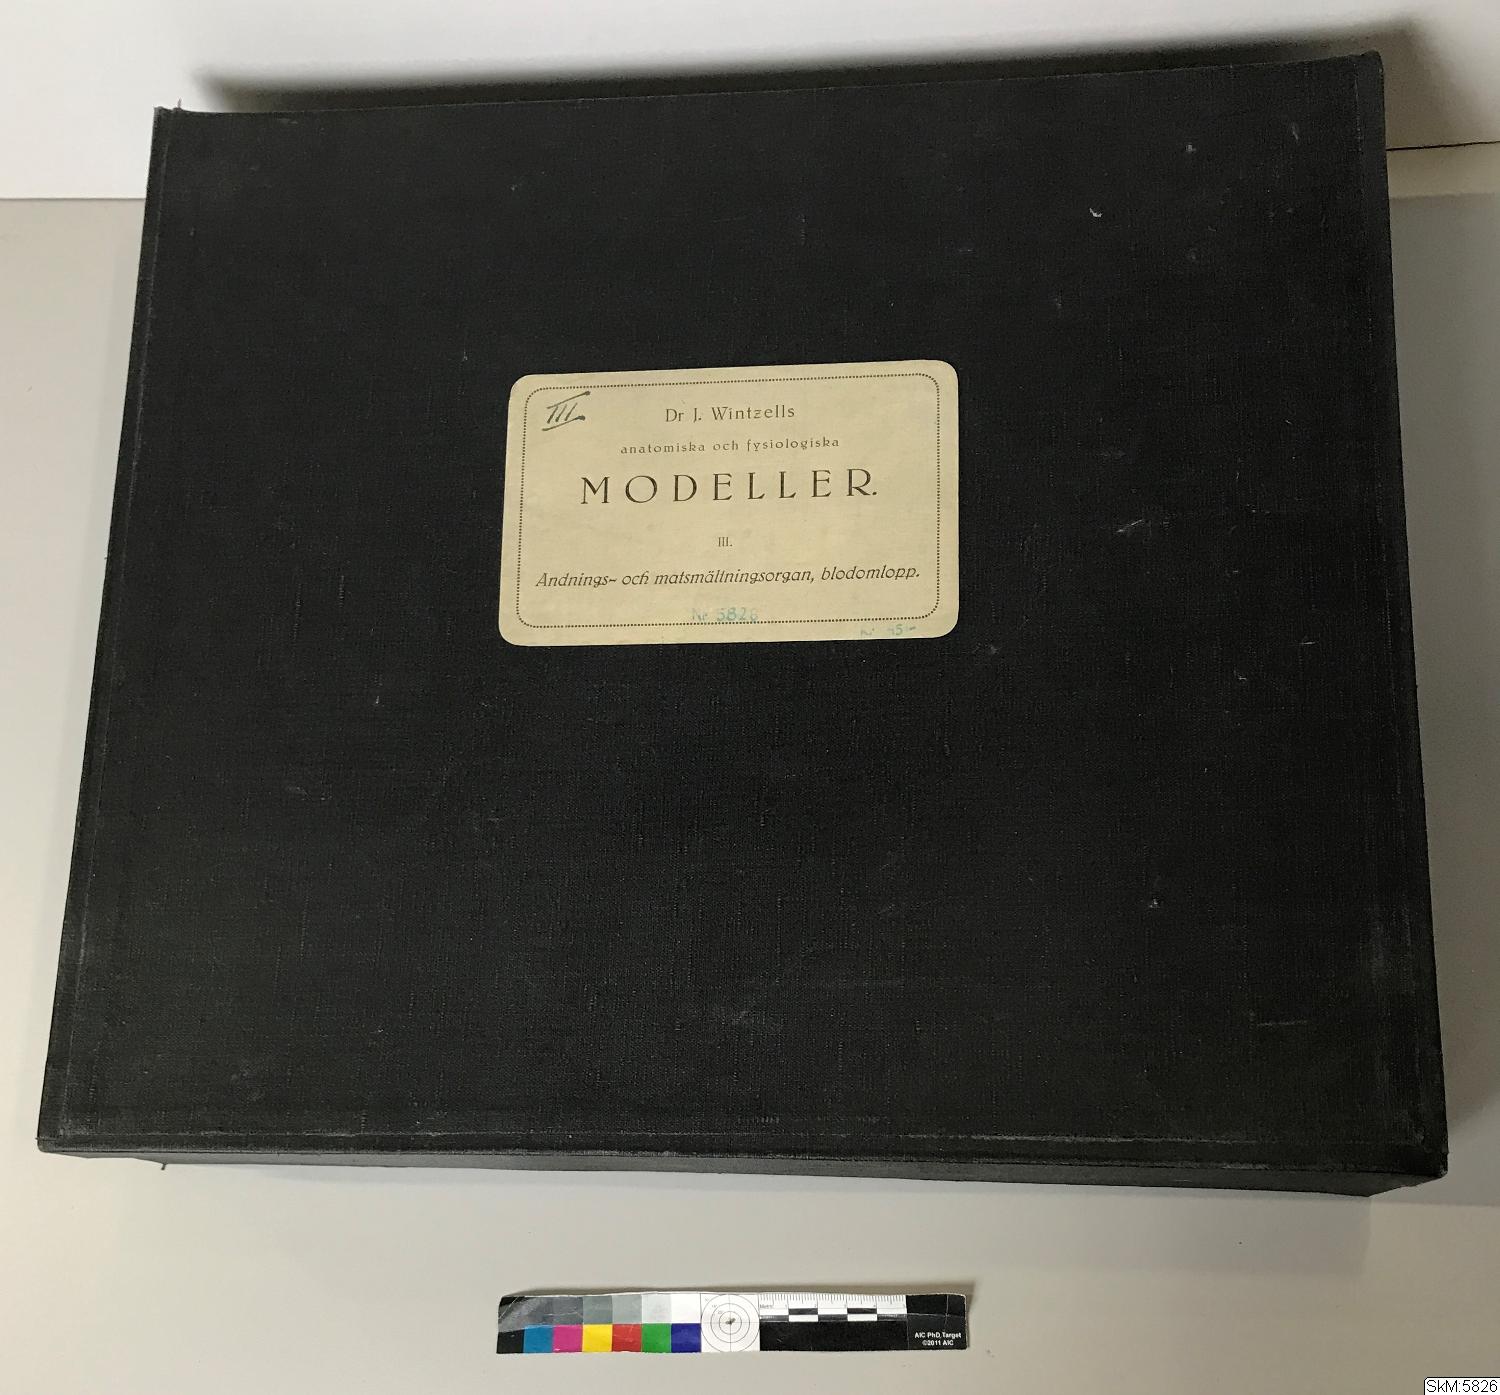 III.
Dr J. Wintzells
anatomiska och fysiologiska
MODELLER.
III.
Andnings- och matsmältningsorgan, blodomlopp.
Nr 5826
AIC PhD Target
©2011 AIC
SkM:5826